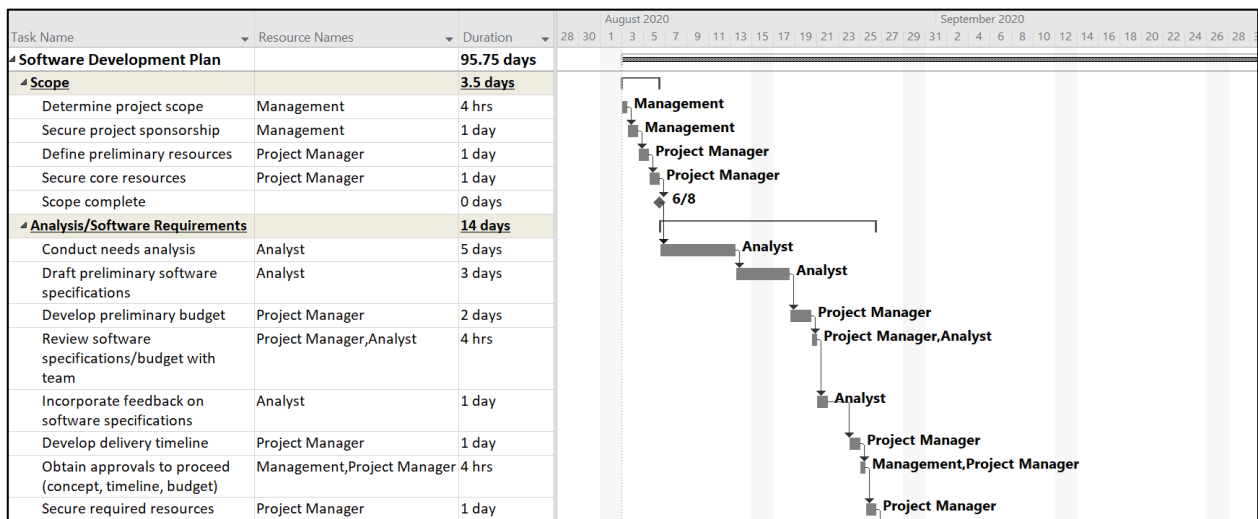 August 2020 September 2020
Task Name Resource Names Duration 28 30 1 3 5 7 9 11 13 15 17 19 21 23 25 27 29 31 2 4 6 8 10 12 14 16 18 20 22 24 26 28
Software Development Plan 95.75 days
Scope 3.5 days
Determine project scope Management 4 hrs Management
Secure project sponsorship Management 1 day Management
Define preliminary resources Project Manager 1 day Project Manager
Secure core resources Project Manager 1 day Project Manager
Scope complete 0 days 6/8
Analysis/Software Requirements 14 days
Conduct needs analysis Analyst 5 days Analyst
Draft preliminary software Analyst 3 days Analyst
specifications
Develop preliminary budget Project Manager 2 days Project Manager
Review software Project Manager,Analyst 4 hrs Project Manager,Analyst
specifications/budget with
team
Incorporate feedback on Analyst 1 day Analyst
software specifications
Develop delivery timeline Project Manager 1 day Project Manager
Obtain approvals to proceed Management,Project Manager 4 hrs Management,Project Manager
(concept, timeline, budget)
Secure required resources Project Manager 1 day Project Manager